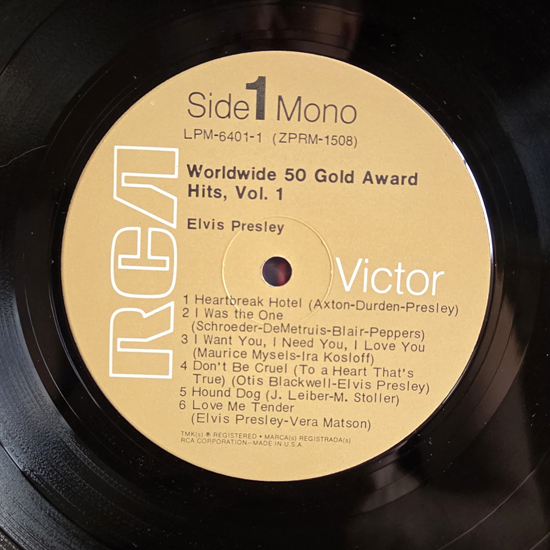 Side 1 Mono
LPM-6401-1 (ZPRM-1508)
Worldwide 50 Gold Award
Hits, Vol. 1
Elvis Presley
RCA
Victor
1 Heartbreak Hotel (Axton-Durden-Presley)
2 I Was the One
(Schroeder-DeMetruis-Blair-Peppers)
3 I Want You, I Need You, I Love You
(Maurice Mysels-Ira Kosloff)
4 Don't Be Cruel (To a Heart That's
True) (Otis Blackwell-Elvis Presley)
5 Hound Dog (J. Leiber-M. Stoller)
6 Love Me Tender
(Elvis Presley-Vera Matson)
TMK(s) ® REGISTERED • MARCA(s) REGISTRADA(s)
RCA CORPORATION—MADE IN U.S.A.